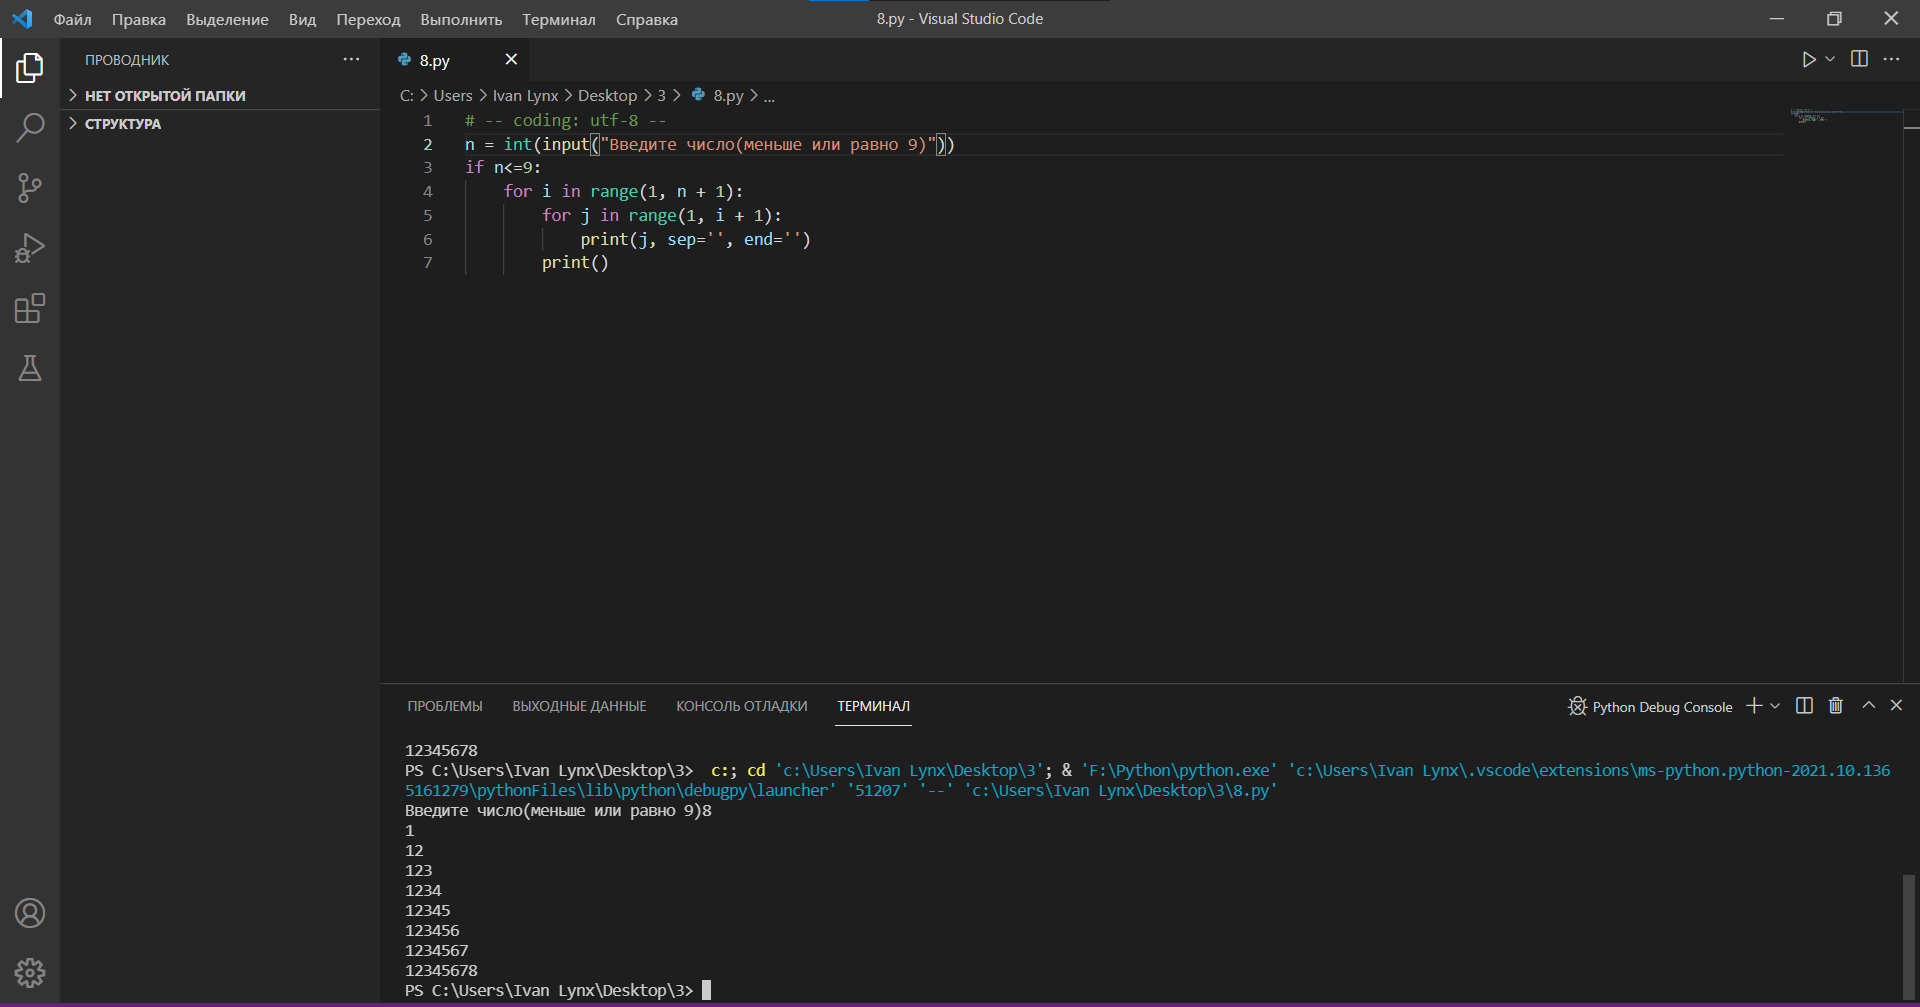 Файл Правка Выделение Вид Переход Выполнить Терминал Справка
8.py - Visual Studio Code
ПРОВОДНИК
НЕТ ОТКРЫТОЙ ПАПКИ
СТРУКТУРА
8.py
C: > Users > Ivan Lynx > Desktop > 3 > 8.py > ...
1 # -- coding: utf-8 --
2 n = int(input("Введите число(меньше или равно 9)"))
3 if n<=9:
4     for i in range(1, n + 1):
5         for j in range(1, i + 1):
6             print(j, sep='', end='')
7         print()
ПРОБЛЕМЫ ВЫХОДНЫЕ ДАННЫЕ КОНСОЛЬ ОТЛАДКИ ТЕРМИНАЛ
Python Debug Console
12345678
PS C:\Users\Ivan Lynx\Desktop\3>  c:; cd 'c:\Users\Ivan Lynx\Desktop\3'; & 'F:\Python\python.exe' 'c:\Users\Ivan Lynx\.vscode\extensions\ms-python.python-2021.10.136
5161279\pythonFiles\lib\python\debugpy\launcher' '51207' '--' 'c:\Users\Ivan Lynx\Desktop\3\8.py'
Введите число(меньше или равно 9)8
1
12
123
1234
12345
123456
1234567
12345678
PS C:\Users\Ivan Lynx\Desktop\3>